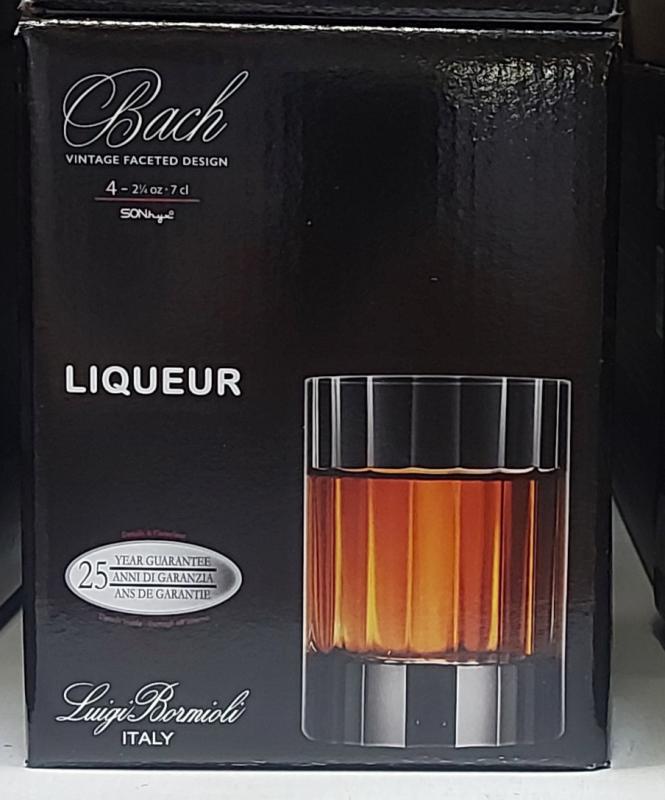 Bach
VINTAGE FACETED DESIGN
4 – 2¼ oz · 7 cl
SON.hyx®
LIQUEUR
25
YEAR GUARANTEE
ANNI DI GARANZIA
ANS DE GARANTIE
Luigi Bormioli
ITALY